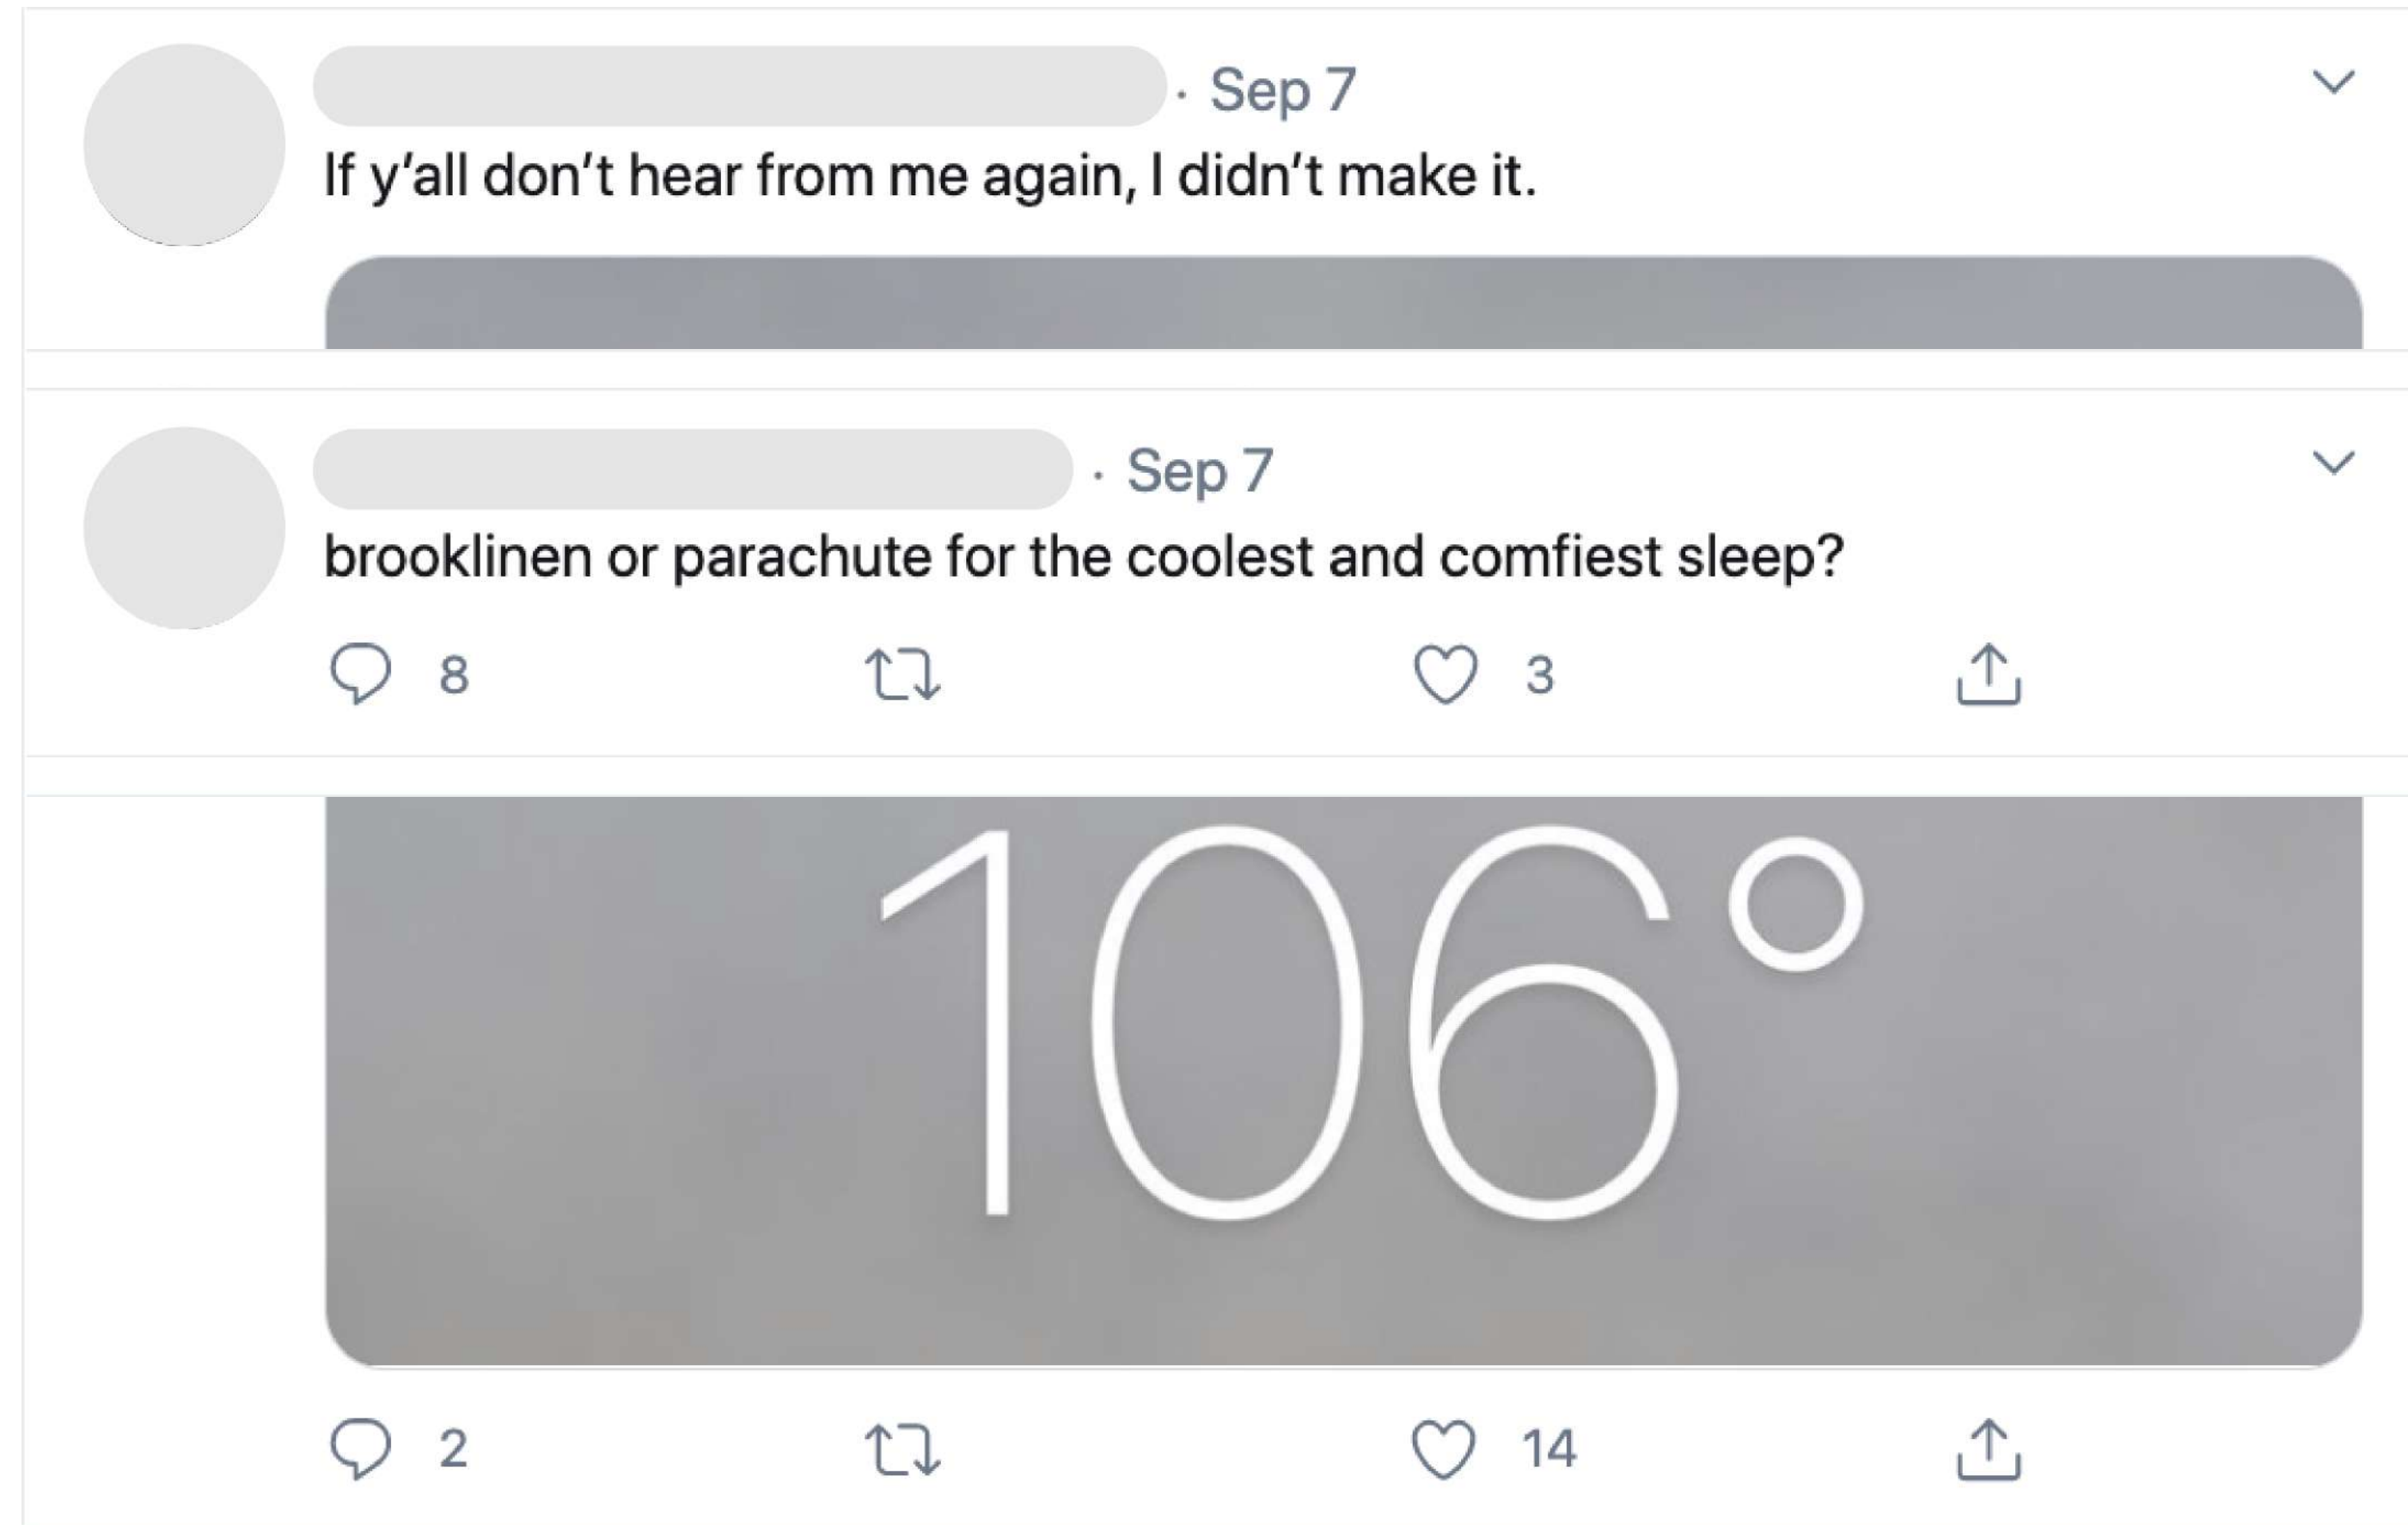 · Sep 7
If y'all don't hear from me again, I didn't make it.
· Sep 7
brooklinen or parachute for the coolest and comfiest sleep?
8 3
106°
2 14